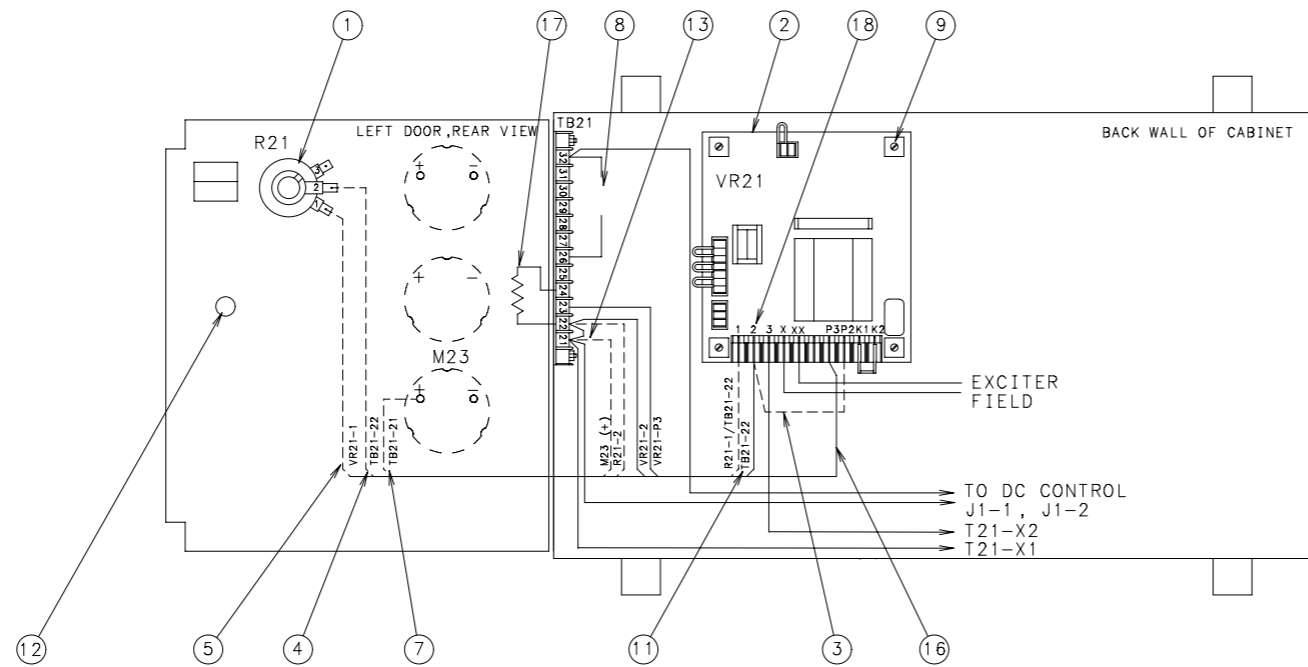 1 17 8 13 2 18 9
LEFT DOOR,REAR VIEW
TB21
BACK WALL OF CABINET
R21
3
2
1
+ -
+ -
M23
+ -
32
31
30
29
28
27
26
25
24
23
22
21
VR21
1 2 3 X XX P3P2K1K2
VR21-1
TB21-22
TB21-21
M23 (+)
R21-2
VR21-2
VR21-P3
R21-1/TB21-22
TB21-22
EXCITER
FIELD
TO DC CONTROL
J1-1, J1-2
T21-X2
T21-X1
12 5 4 7 11 3 16